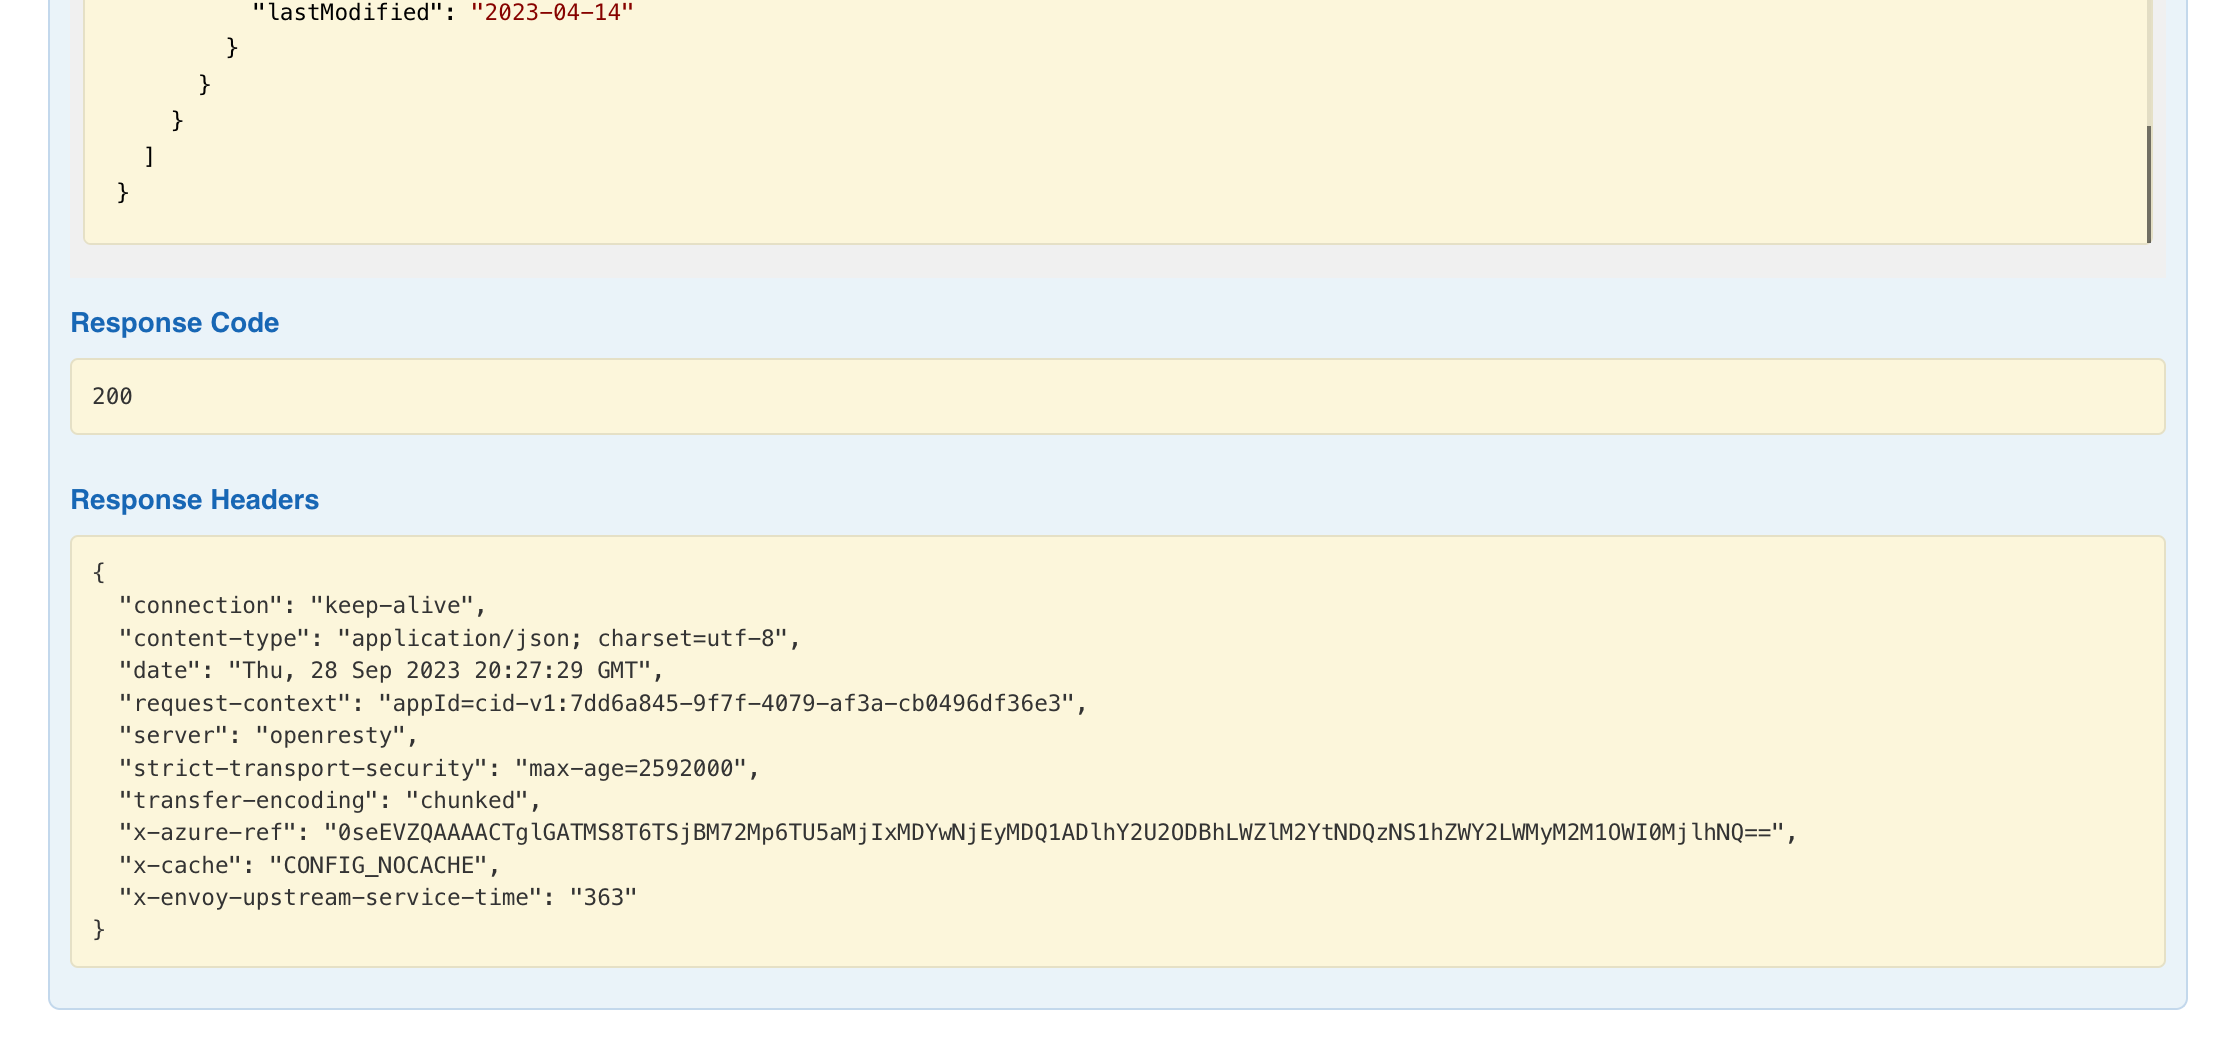 "lastModified": "2023-04-14"
}
}
}
]
}
Response Code
200
Response Headers
{
"connection": "keep-alive",
"content-type": "application/json; charset=utf-8",
"date": "Thu, 28 Sep 2023 20:27:29 GMT",
"request-context": "appId=cid-v1:7dd6a845-9f7f-4079-af3a-cb0496df36e3",
"server": "openresty",
"strict-transport-security": "max-age=2592000",
"transfer-encoding": "chunked",
"x-azure-ref": "0seEVZQAAAACTglGATMS8T6TSjBM72Mp6TU5aMjIxMDYwNjEyMDQ1ADlhY2U2ODBhLWZlM2YtNDQzNS1hZWY2LWMyM2M1OWI0MjlhNQ==",
"x-cache": "CONFIG_NOCACHE",
"x-envoy-upstream-service-time": "363"
}